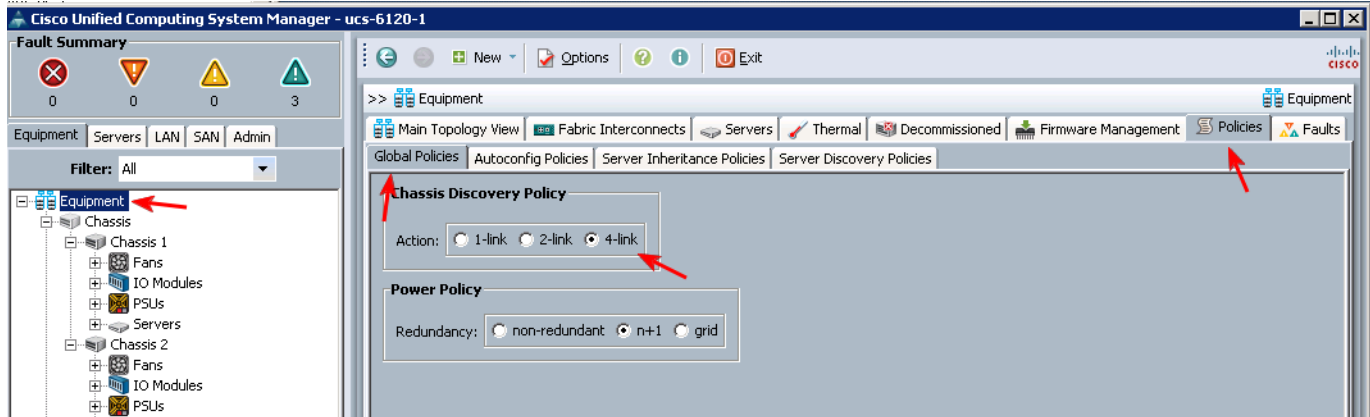 Cisco Unified Computing System Manager - ucs-6120-1
Fault Summary
0 0 0 3
Equipment Servers LAN SAN Admin
Filter: All
Equipment
Chassis
Chassis 1
Fans
IO Modules
PSUs
Servers
Chassis 2
Fans
IO Modules
PSUs
New Options Exit
CISCO
>> Equipment Equipment
Main Topology View Fabric Interconnects Servers Thermal Decommissioned Firmware Management Policies Faults
Global Policies Autoconfig Policies Server Inheritance Policies Server Discovery Policies
Chassis Discovery Policy
Action: 1-link 2-link 4-link
Power Policy
Redundancy: non-redundant n+1 grid